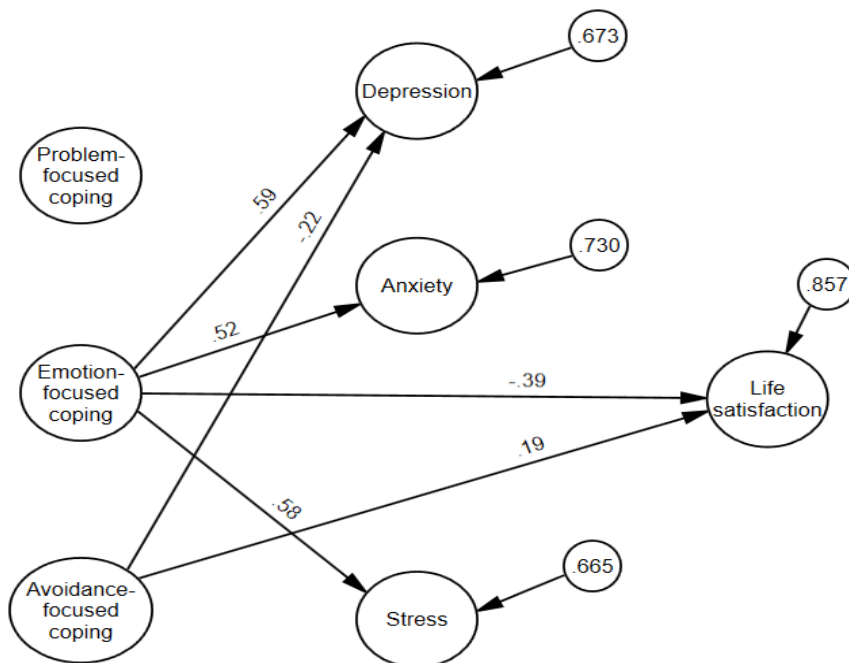 .673
Depression
Problem-
focused
coping
.59
-.22
.730
Anxiety
.857
.52
Emotion-
focused
coping
-.39
Life
satisfaction
.19
.58
.665
Avoidance-
focused
coping
Stress